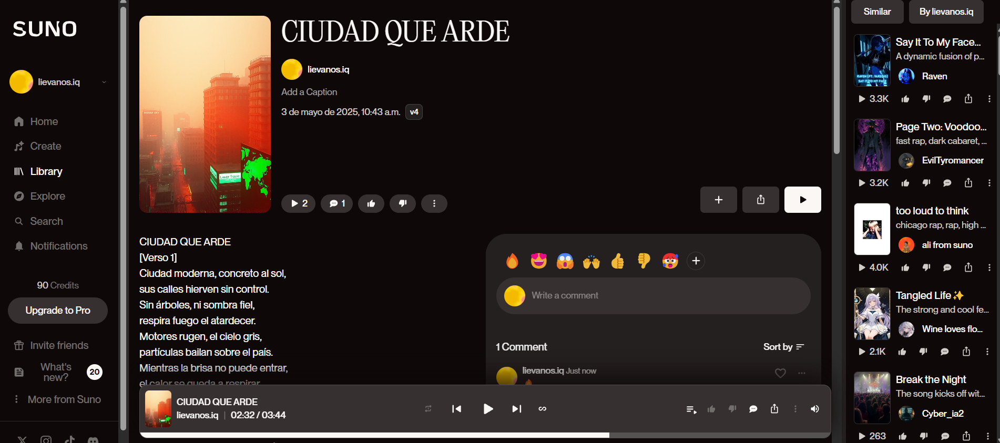 SUNO
lievanos.iq
Home
Create
Library
Explore
Search
Notifications
90 Credits
Upgrade to Pro
Invite friends
What's
new?
20
More from Suno
CIUDAD QUE ARDE
lievanos.iq
Add a Caption
3 de mayo de 2025, 10:43 a.m. v4
2
1
CIUDAD QUE ARDE
[Verso 1]
Ciudad moderna, concreto al sol,
sus calles hierven sin control.
Sin árboles, ni sombra fiel,
respira fuego el atardecer.
Motores rugen, el cielo gris,
partículas bailan sobre el país.
Mientras la brisa no puede entrar,
el calor se queda a respirar
Write a comment
1 Comment
Sort by
lievanos.iq Just now
CIUDAD QUE ARDE
lievanos.iq | 02:32 / 03:44
Similar
By lievanos.iq
RAVEN (FT. VAREGO)
SAY IT TO MY FACE
Say It To My Face...
A dynamic fusion of p...
Raven
3.3K
Page Two: Voodoo...
fast rap, dark cabaret, ...
EvilTyromancer
3.2K
too loud to think
chicago rap, rap, high ...
ali from suno
4.0K
Tangled Life✨
The strong and cool fe...
Wine loves flo...
2.1K
Break the Night
The song kicks off wit...
Cyber_ia2
263